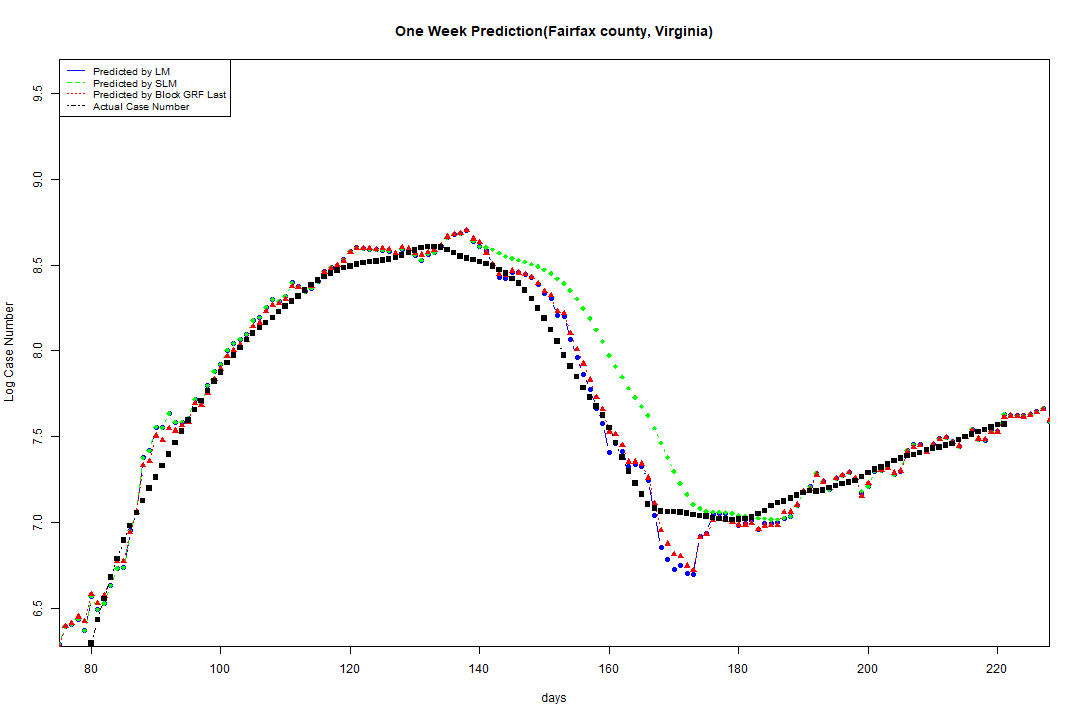 One Week Prediction(Fairfax county, Virginia)
Predicted by LM
Predicted by SLM
Predicted by Block GRF Last
Actual Case Number
Log Case Number
9.5
9.0
8.5
8.0
7.5
7.0
6.5
80 100 120 140 160 180 200 220
days